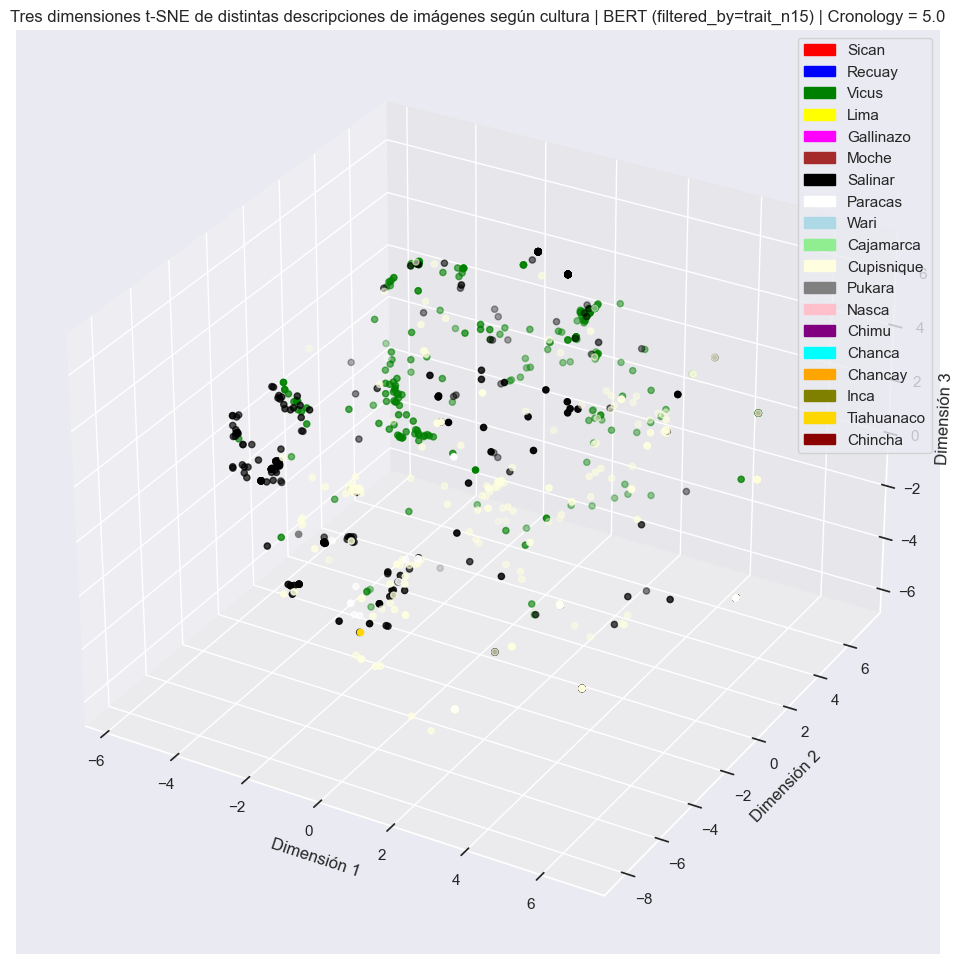 Tres dimensiones t-SNE de distintas descripciones de imágenes según cultura | BERT (filtered_by=trait_n15) | Cronology = 5.0
Sican
Recuay
Vicus
Lima
Gallinazo
Moche
Salinar
Paracas
Wari
Cajamarca
Cupisnique
Pukara
Nasca
Chimu
Chanca
Chancay
Inca
Tiahuanaco
Chincha
6
4
2
0
−2
−4
−6
Dimensión 3
6
4
2
0
−2
−4
−6
−8
Dimensión 2
−6
−4
−2
0
2
4
6
Dimensión 1